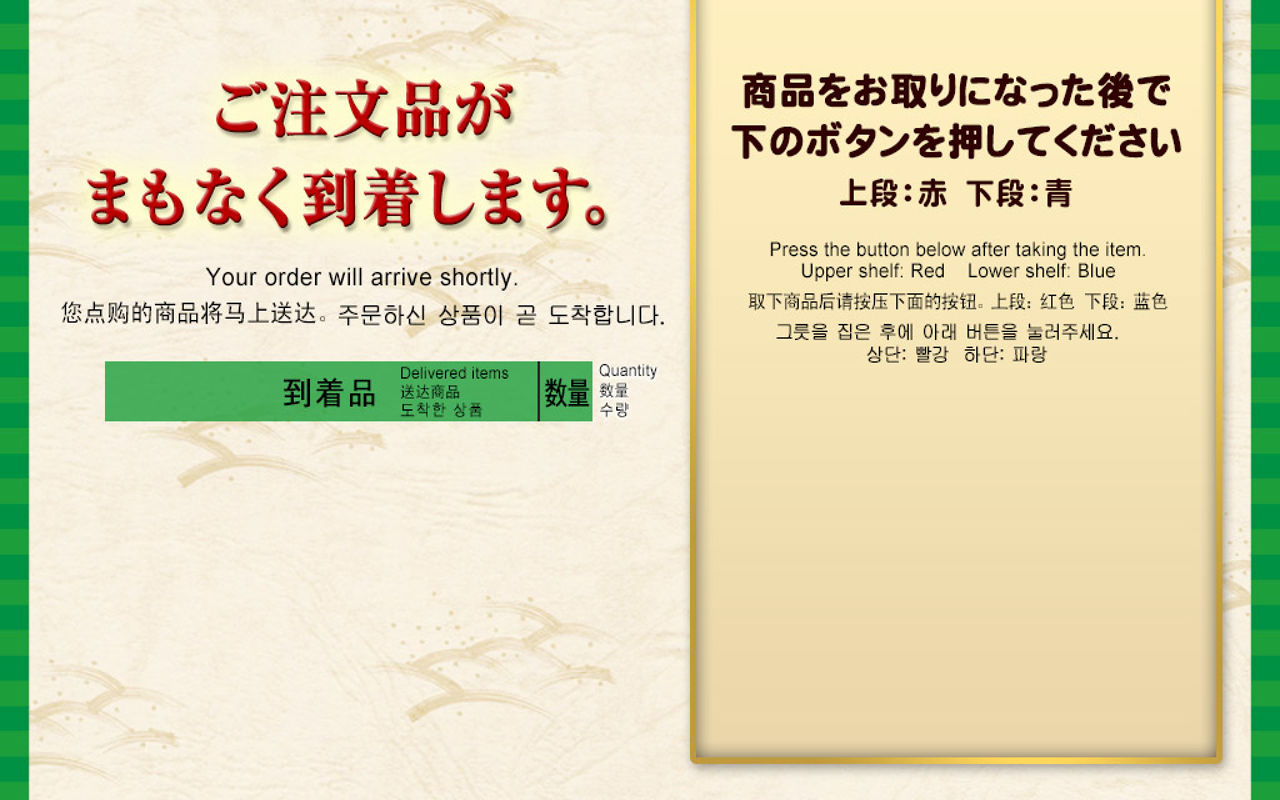 ご注文品が
まもなく到着します。
Your order will arrive shortly.
您点购的商品将马上送达。 주문하신 상품이 곧 도착합니다.
到着品
Delivered items
送达商品
도착한 상품
数量
Quantity
数量
수량
商品をお取りになった後で
下のボタンを押してください
上段：赤 下段：青
Press the button below after taking the item.
Upper shelf: Red Lower shelf: Blue
取下商品后请按压下面的按钮。上段：红色 下段：蓝色
그릇을 집은 후에 아래 버튼을 눌러주세요.
상단: 빨강 하단: 파랑